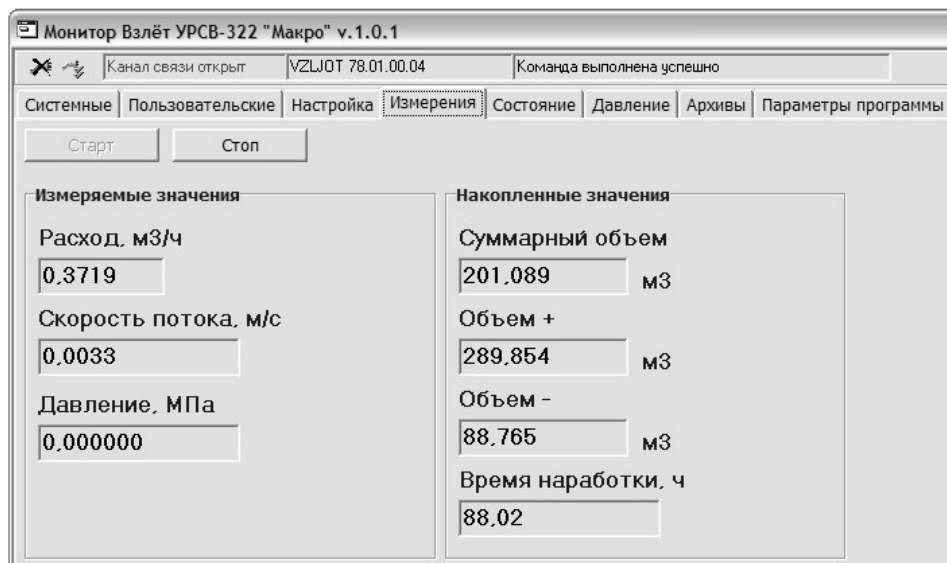 Монитор Взлёт УРСВ-322 "Макро" v.1.0.1
Канал связи открыт VZLJOT 78.01.00.04 Команда выполнена успешно
Системные Пользовательские Настройка Измерения Состояние Давление Архивы Параметры программы
Старт Стоп
Измеряемые значения
Расход, м3/ч
0,3719
Скорость потока, м/с
0,0033
Давление, МПа
0,000000
Накопленные значения
Суммарный объем
201,089 м3
Объем +
289,854 м3
Объем -
88,765 м3
Время наработки, ч
88,02